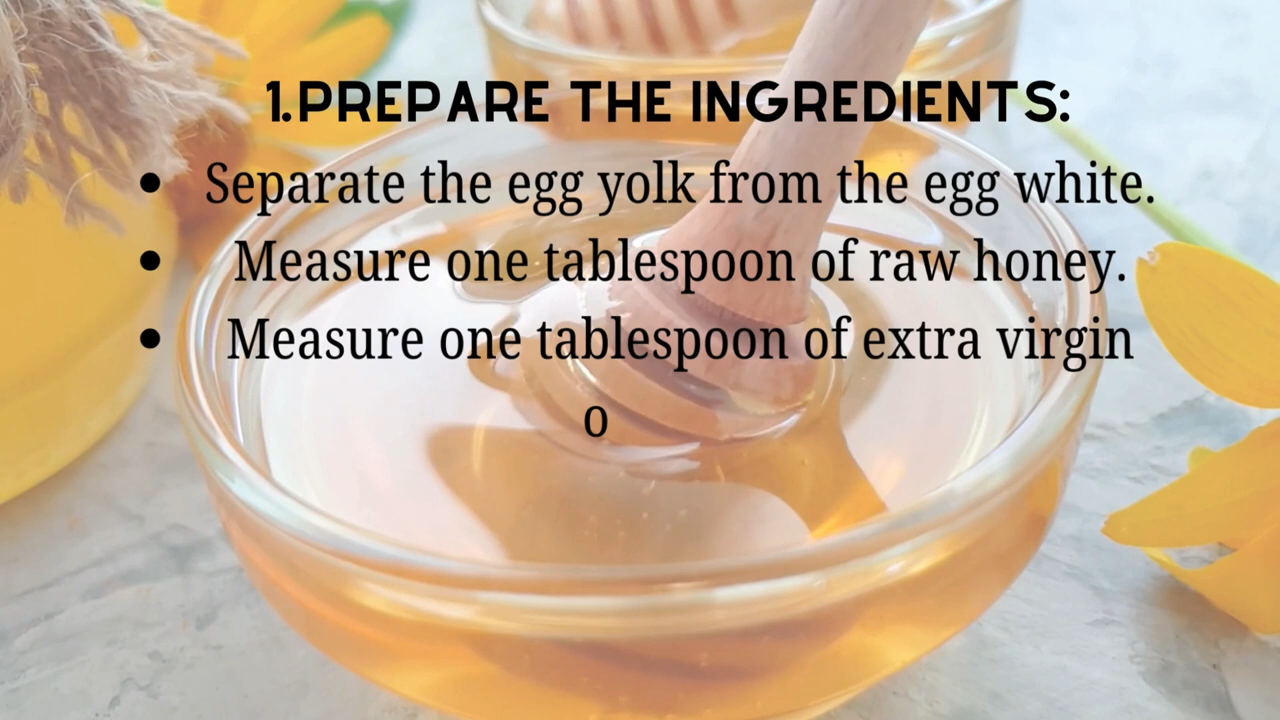 1.PREPARE THE INGREDIENTS:
• Separate the egg yolk from the egg white.
• Measure one tablespoon of raw honey.
• Measure one tablespoon of extra virgin
o